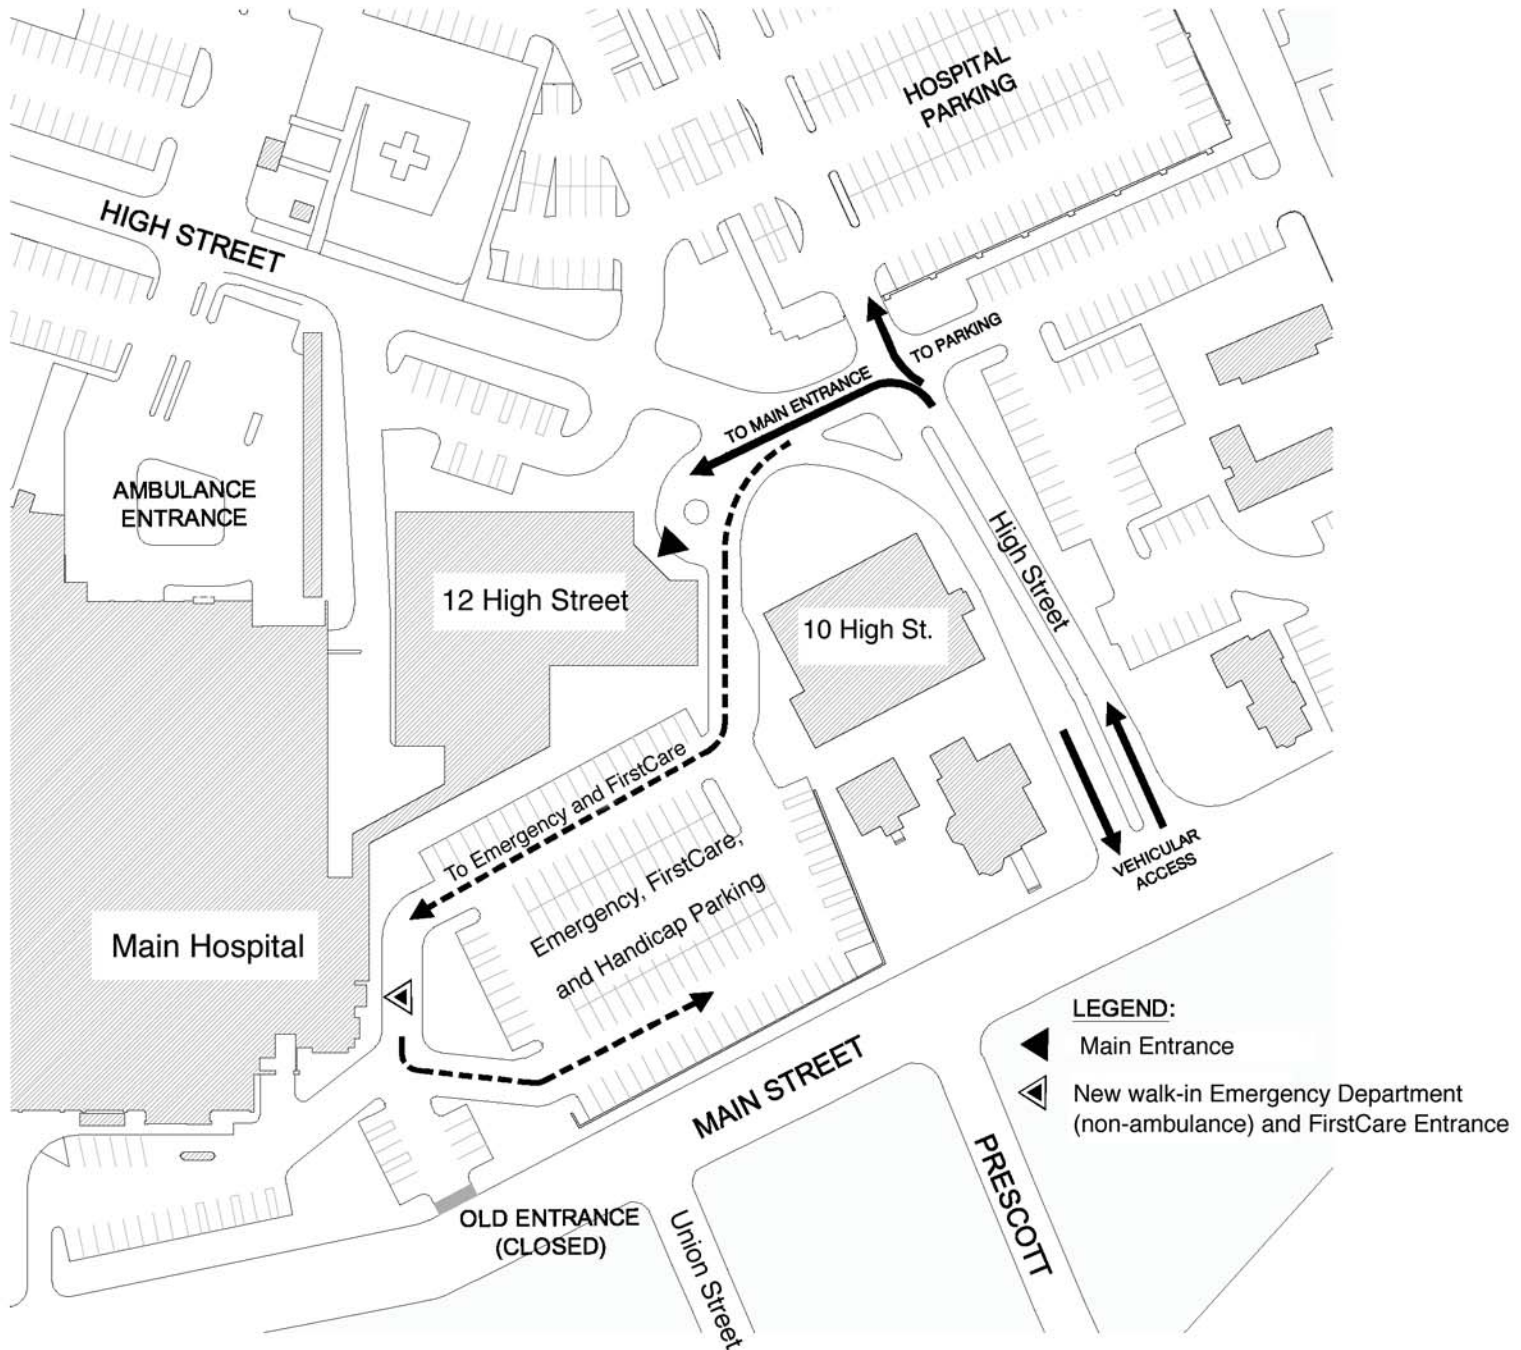 HOSPITAL
PARKING
HIGH STREET
TO PARKING
TO MAIN ENTRANCE
AMBULANCE
ENTRANCE
12 High Street
10 High St.
High Street
To Emergency and FirstCare
Emergency, FirstCare,
and Handicap Parking
VEHICULAR
ACCESS
Main Hospital
LEGEND:
Main Entrance
New walk-in Emergency Department
(non-ambulance) and FirstCare Entrance
MAIN STREET
PRESCOTT
OLD ENTRANCE
(CLOSED)
Union Street